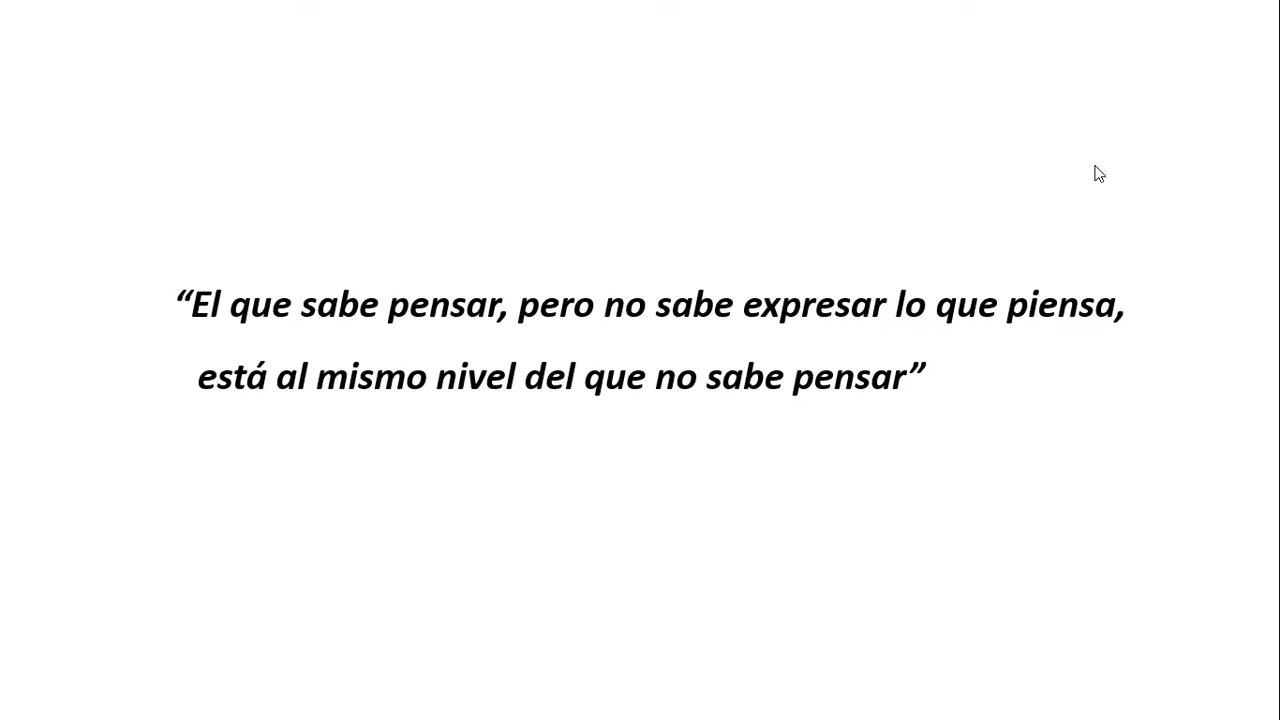 “El que sabe pensar, pero no sabe expresar lo que piensa,
está al mismo nivel del que no sabe pensar”